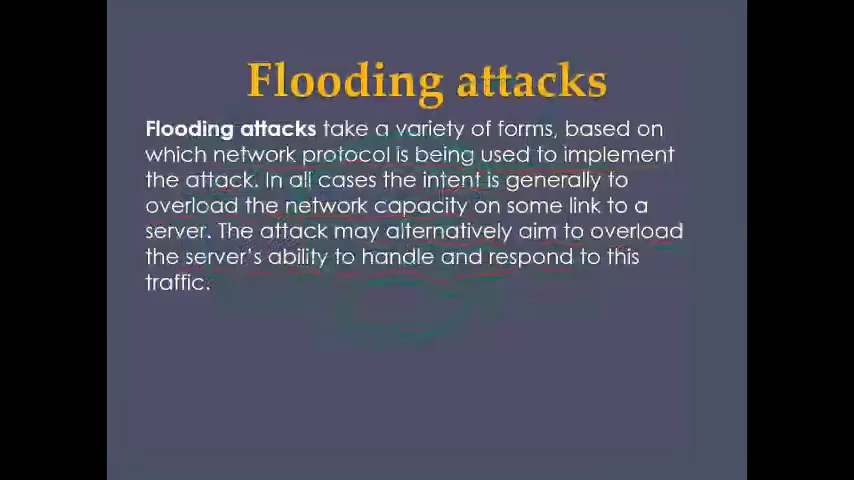 Flooding attacks
Flooding attacks take a variety of forms, based on
which network protocol is being used to implement
the attack. In all cases the intent is generally to
overload the network capacity on some link to a
server. The attack may alternatively aim to overload
the server's ability to handle and respond to this
traffic.